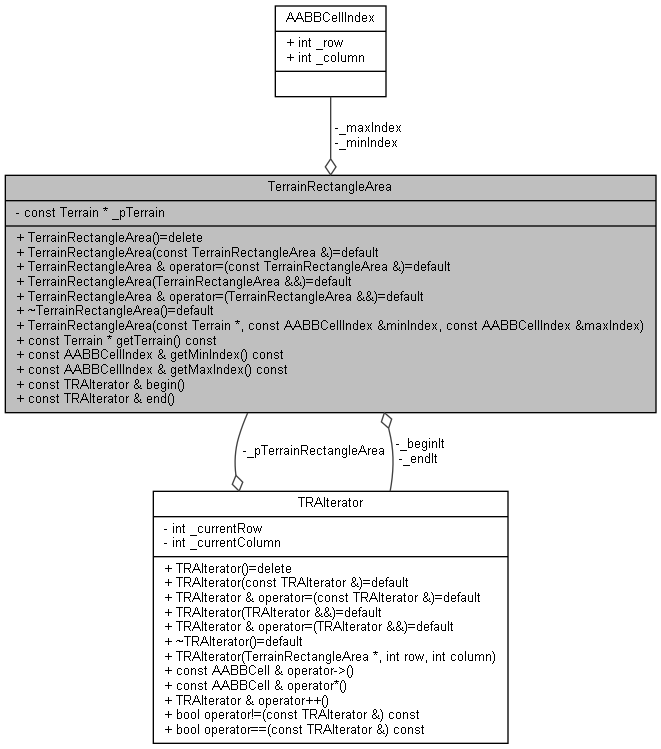 AABBCellIndex
+ int _row
+ int _column
-_maxIndex
-_minIndex
TerrainRectangleArea
- const Terrain * _pTerrain
+ TerrainRectangleArea()=delete
+ TerrainRectangleArea(const TerrainRectangleArea &)=default
+ TerrainRectangleArea & operator=(const TerrainRectangleArea &)=default
+ TerrainRectangleArea(TerrainRectangleArea &&)=default
+ TerrainRectangleArea & operator=(TerrainRectangleArea &&)=default
+ ~TerrainRectangleArea()=default
+ TerrainRectangleArea(const Terrain *, const AABBCellIndex &minIndex, const AABBCellIndex &maxIndex)
+ const Terrain * getTerrain() const
+ const AABBCellIndex & getMinIndex() const
+ const AABBCellIndex & getMaxIndex() const
+ const TRAIterator & begin()
+ const TRAIterator & end()
-_pTerrainRectangleArea
-_beginIt
-_endIt
TRAIterator
- int _currentRow
- int _currentColumn
+ TRAIterator()=delete
+ TRAIterator(const TRAIterator &)=default
+ TRAIterator & operator=(const TRAIterator &)=default
+ TRAIterator(TRAIterator &&)=default
+ TRAIterator & operator=(TRAIterator &&)=default
+ ~TRAIterator()=default
+ TRAIterator(TerrainRectangleArea *, int row, int column)
+ const AABBCell & operator->()
+ const AABBCell & operator*()
+ TRAIterator & operator++()
+ bool operator!=(const TRAIterator &) const
+ bool operator==(const TRAIterator &) const